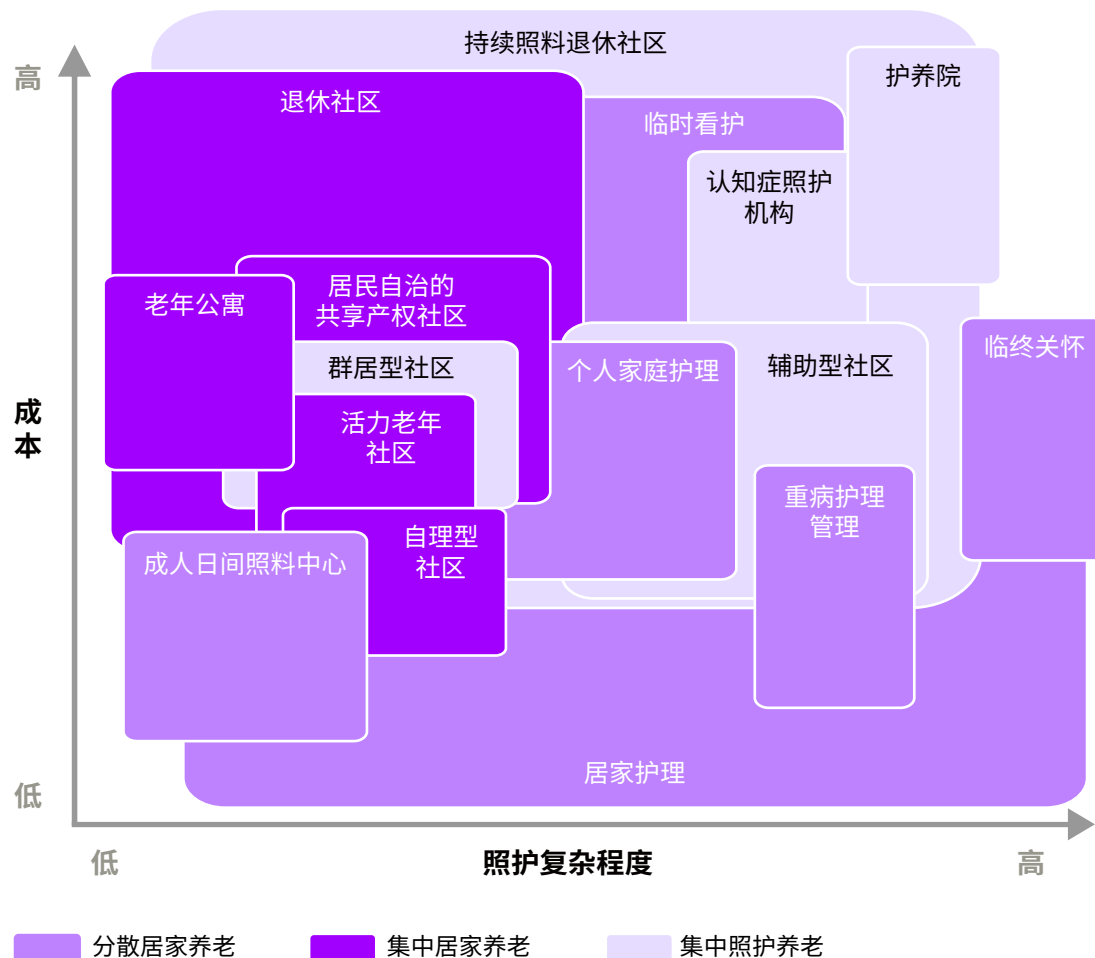 持续照料退休社区
高
护养院
退休社区
临时看护
认知症照护
机构
居民自治的
共享产权社区
老年公寓
临终关怀
群居型社区
个人家庭护理
辅助型社区
成
本
活力老年
社区
重病护理
管理
自理型
社区
成人日间照料中心
居家护理
低
低
照护复杂程度
高
分散居家养老
集中居家养老
集中照护养老